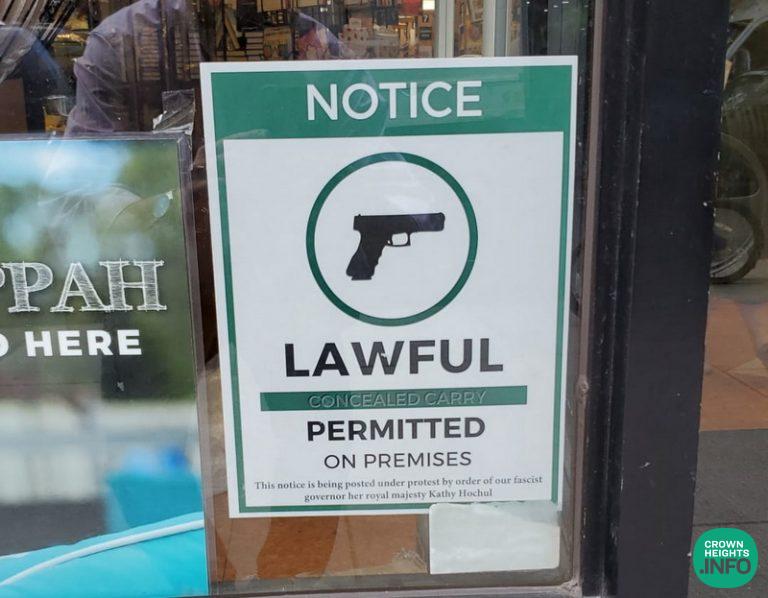 NOTICE
LAWFUL
CONCEALED CARRY
PERMITTED
ON PREMISES
This notice is being posted under protest by order of our fascist
governor her royal majesty Kathy Hochul
PPAH
HERE
CROWN
HEIGHTS
.INFO